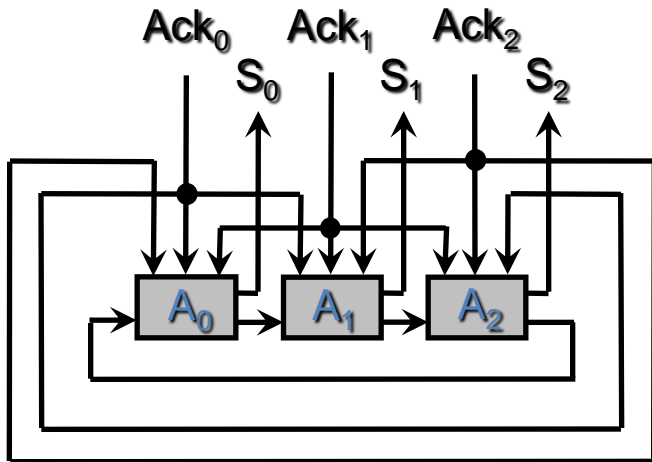 Ack₀ Ack₁ Ack₂
S₀ S₁ S₂
A₀ A₁ A₂